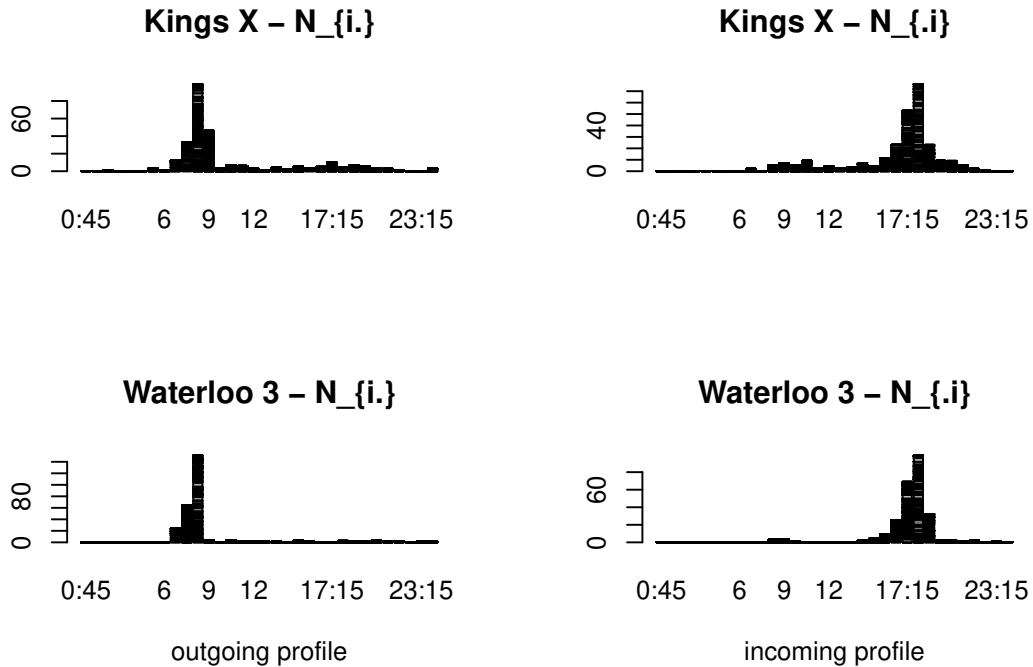 Kings X – N_{i.}
Kings X – N_{.i}
60
0
0:45 6 9 12 17:15 23:15
40
0
0:45 6 9 12 17:15 23:15
Waterloo 3 – N_{i.}
Waterloo 3 – N_{.i}
80
0
0:45 6 9 12 17:15 23:15
60
0
0:45 6 9 12 17:15 23:15
outgoing profile
incoming profile